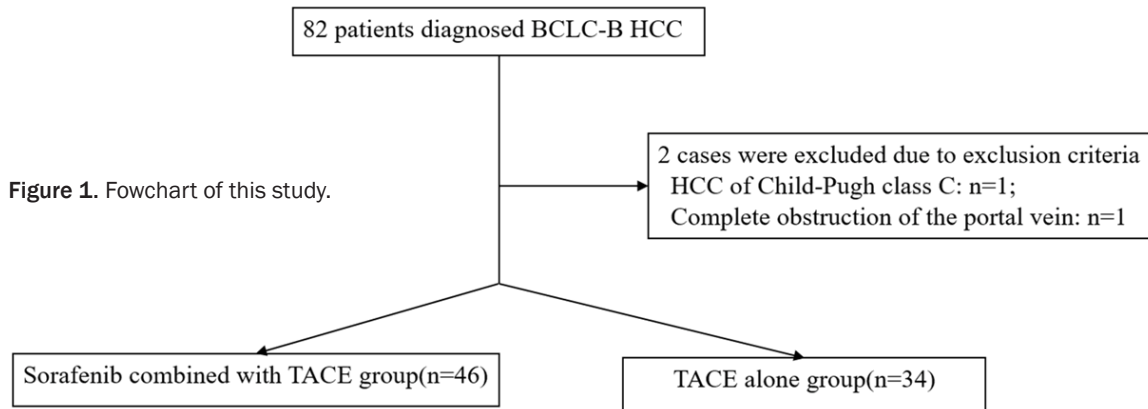 82 patients diagnosed BCLC-B HCC
2 cases were excluded due to exclusion criteria
HCC of Child-Pugh class C: n=1;
Complete obstruction of the portal vein: n=1
Figure 1. Fowchart of this study.
Sorafenib combined with TACE group(n=46)
TACE alone group(n=34)